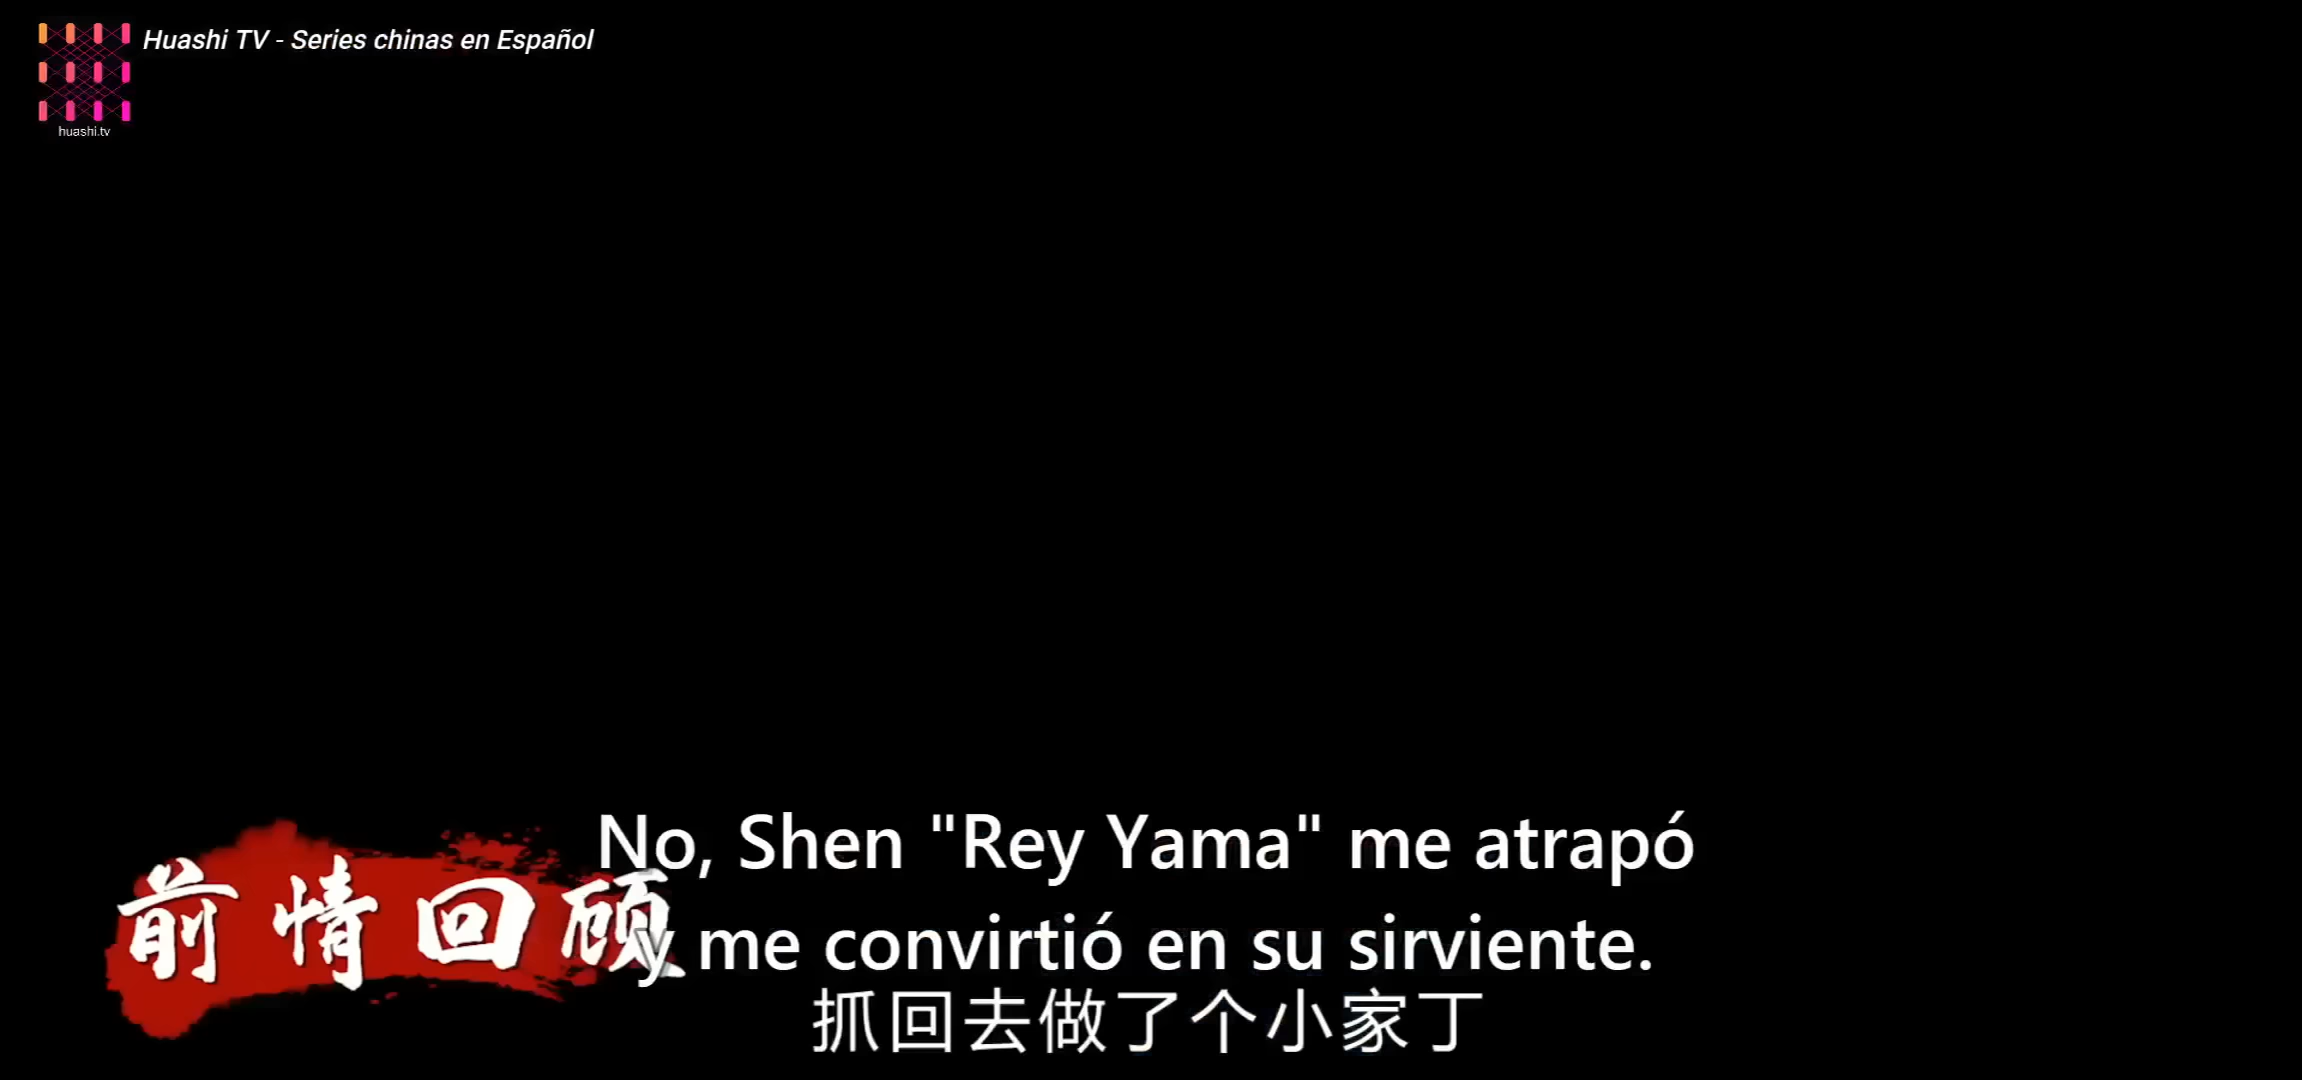 Huashi TV - Series chinas en Español
huashi.tv
前情回顾
No, Shen "Rey Yama" me atrapó
y me convirtió en su sirviente.
抓回去做了个小家丁